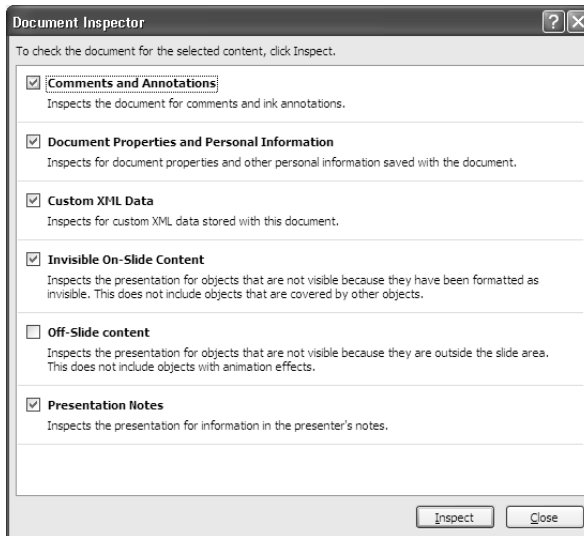 Document Inspector
To check the document for the selected content, click Inspect.
Comments and Annotations
Inspects the document for comments and ink annotations.
Document Properties and Personal Information
Inspects for document properties and other personal information saved with the document.
Custom XML Data
Inspects for custom XML data stored with this document.
Invisible On-Slide Content
Inspects the presentation for objects that are not visible because they have been formatted as
invisible. This does not include objects that are covered by other objects.
Off-Slide content
Inspects the presentation for objects that are not visible because they are outside the slide area.
This does not include objects with animation effects.
Presentation Notes
Inspects the presentation for information in the presenter's notes.
Inspect Close